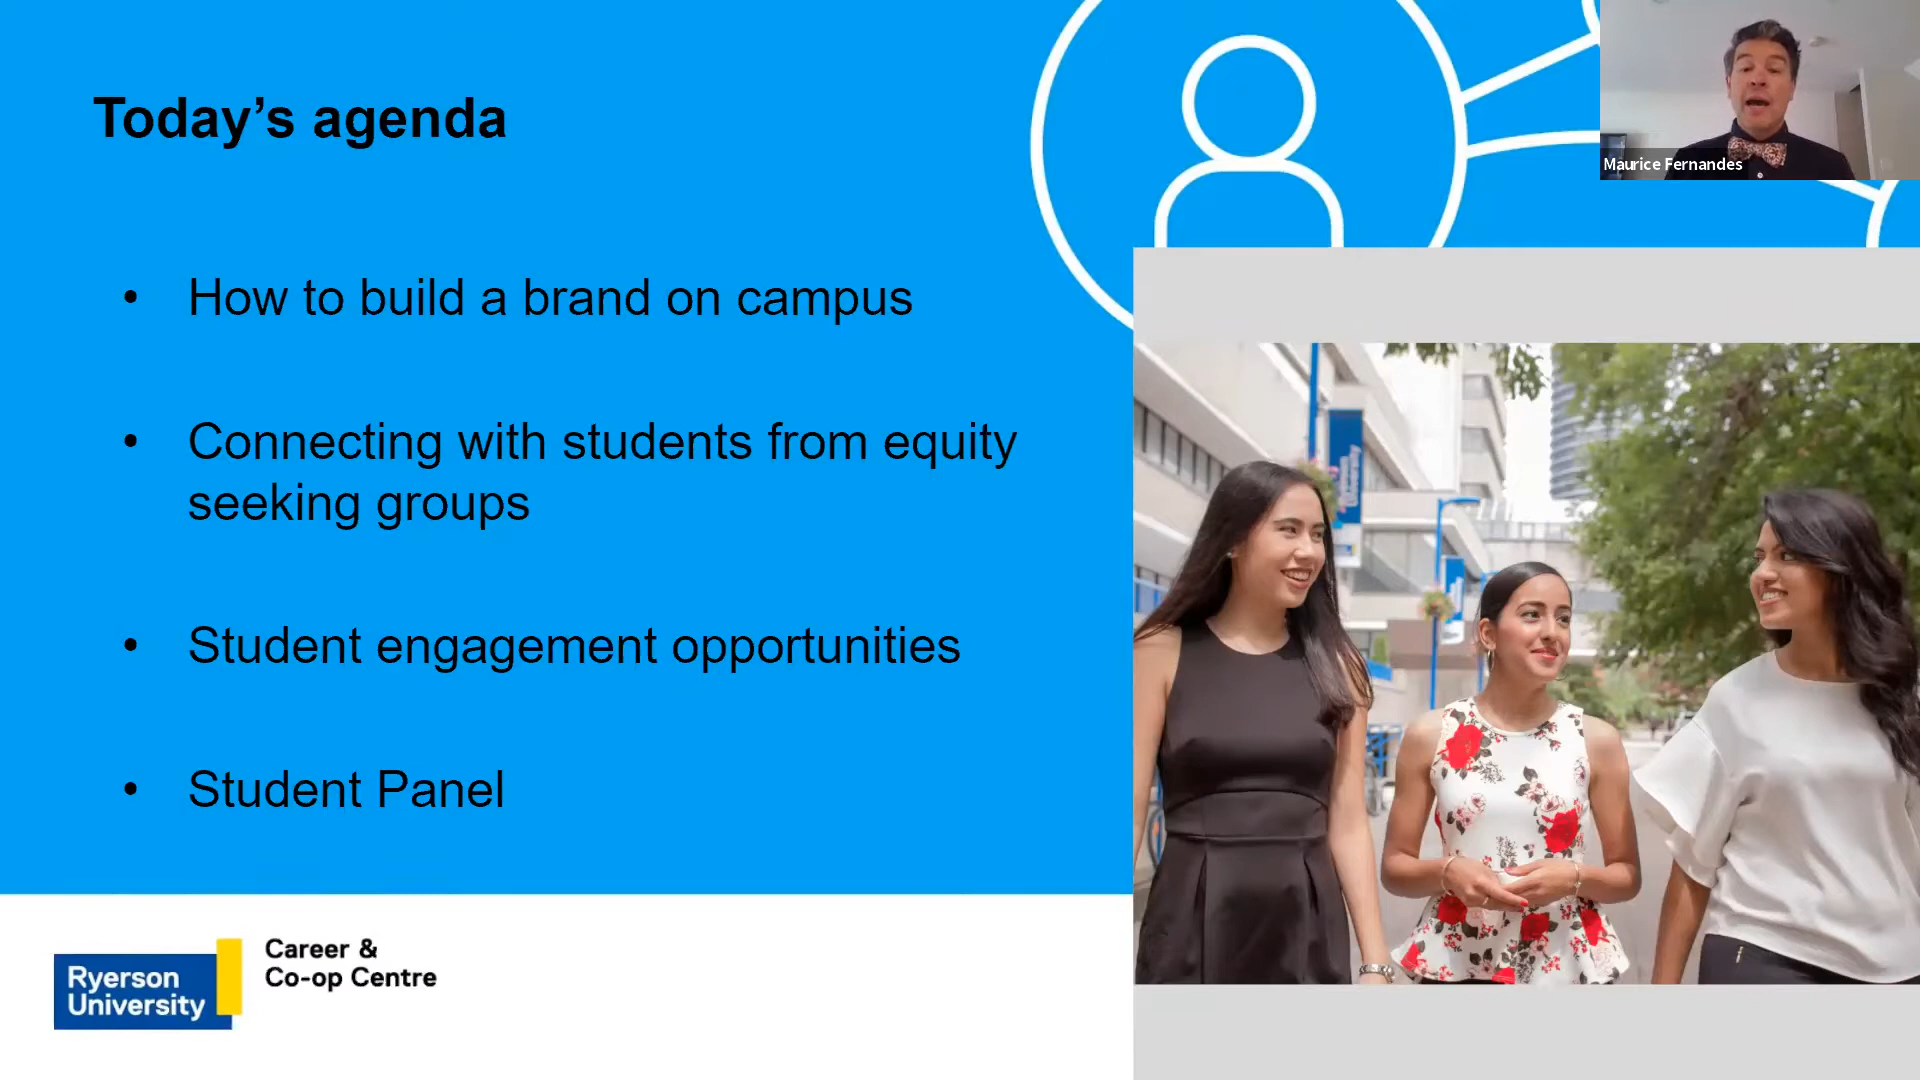 Today’s agenda
Maurice Fernandes
• How to build a brand on campus
• Connecting with students from equity
seeking groups
• Student engagement opportunities
• Student Panel
Ryerson
University
Career &
Co-op Centre